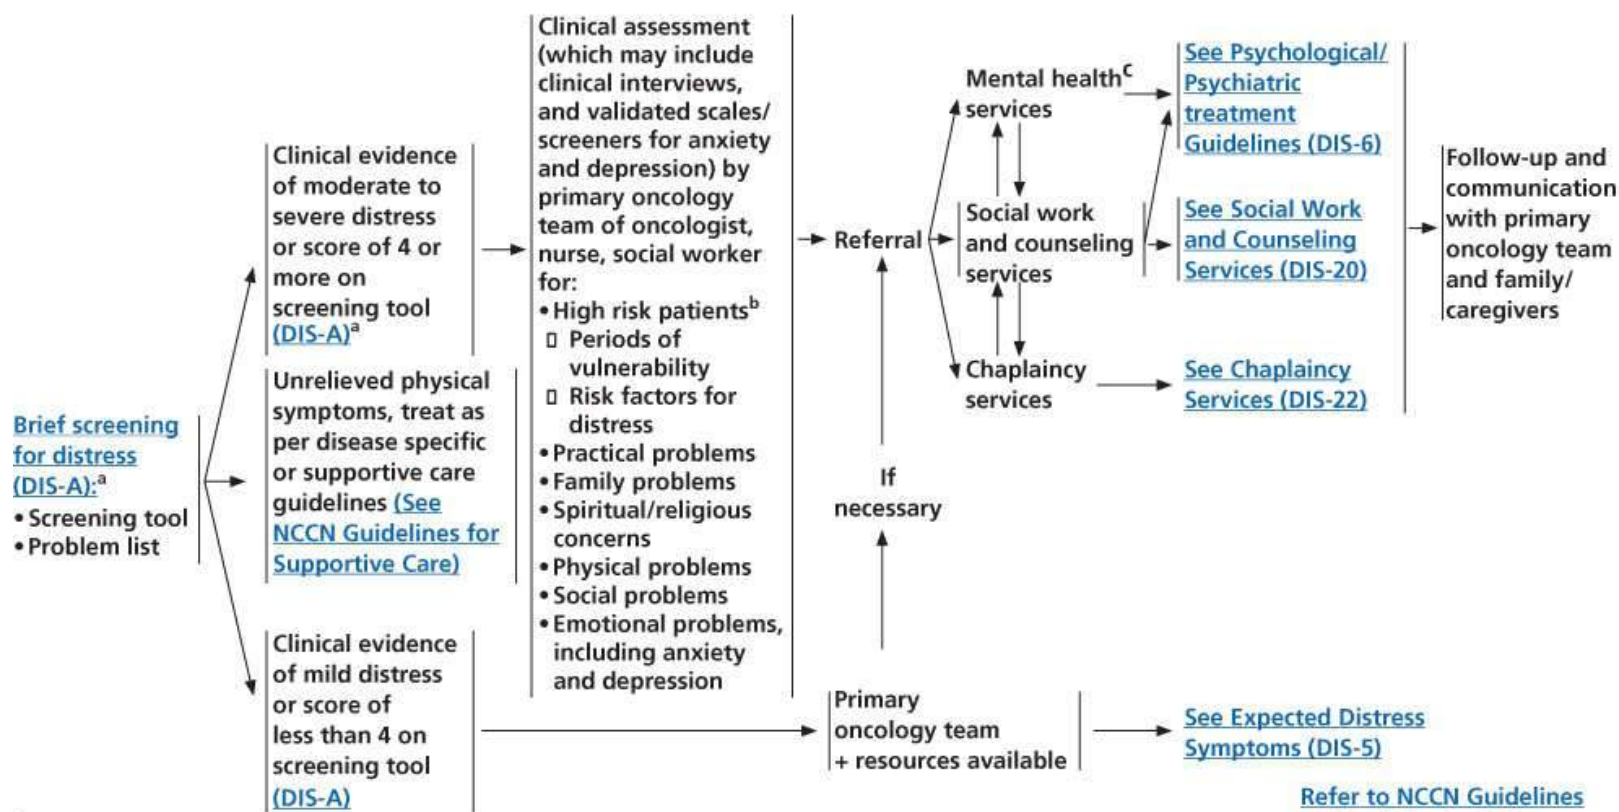 Brief screening
for distress
(DIS-A):a
• Screening tool
• Problem list
Clinical evidence
of moderate to
severe distress
or score of 4 or
more on
screening tool
(DIS-A)a
Unrelieved physical
symptoms, treat as
per disease specific
or supportive care
guidelines (See
NCCN Guidelines for
Supportive Care)
Clinical evidence
of mild distress
or score of
less than 4 on
screening tool
(DIS-A)
Clinical assessment
(which may include
clinical interviews,
and validated scales/
screeners for anxiety
and depression) by
primary oncology
team of oncologist,
nurse, social worker
for:
• High risk patientsb
▯ Periods of
vulnerability
▯ Risk factors for
distress
• Practical problems
• Family problems
• Spiritual/religious
concerns
• Physical problems
• Social problems
• Emotional problems,
including anxiety
and depression
Referral
If
necessary
Primary
oncology team
+ resources available
Mental healthc
services
Social work
and counseling
services
Chaplaincy
services
See Psychological/
Psychiatric
treatment
Guidelines (DIS-6)
See Social Work
and Counseling
Services (DIS-20)
See Chaplaincy
Services (DIS-22)
See Expected Distress
Symptoms (DIS-5)
Follow-up and
communication
with primary
oncology team
and family/
caregivers
Refer to NCCN Guidelines